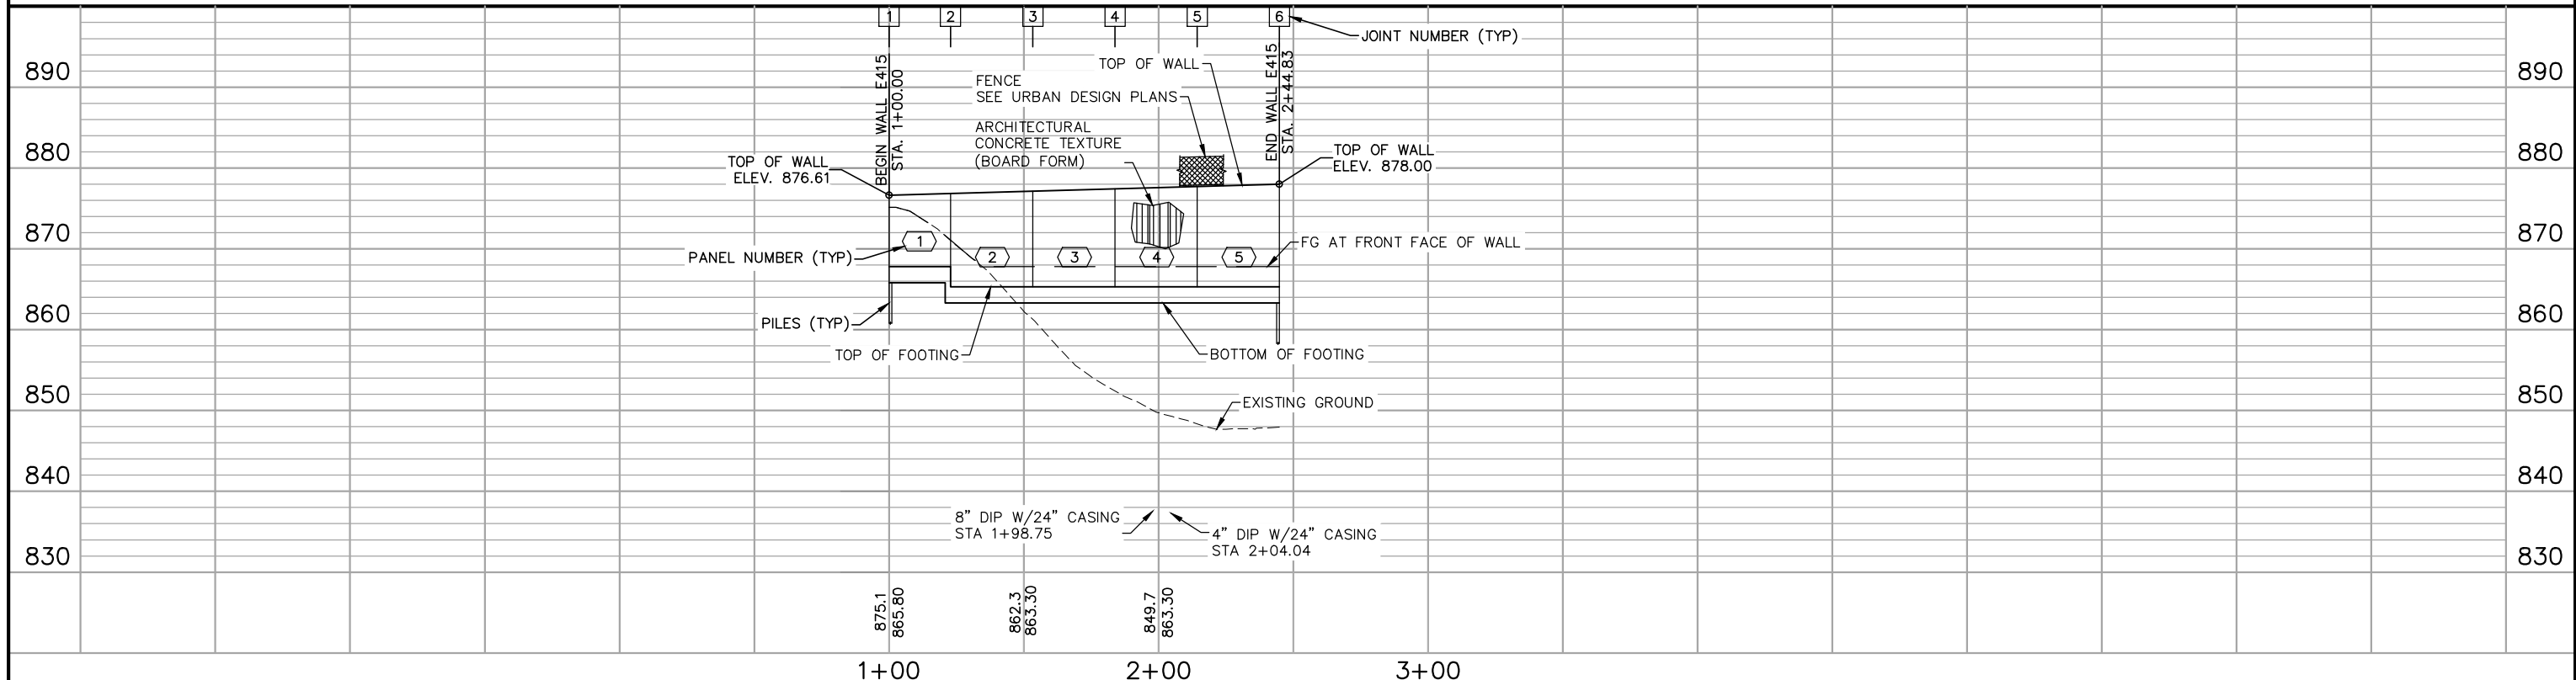 1 2 3 4 5 6
JOINT NUMBER (TYP)
TOP OF WALL
890
890
FENCE
SEE URBAN DESIGN PLANS
BEGIN WALL E415
STA. 1+00.00
END WALL E415
STA. 2+44.83
ARCHITECTURAL
CONCRETE TEXTURE
(BOARD FORM)
880
880
TOP OF WALL
ELEV. 876.61
TOP OF WALL
ELEV. 878.00
870
870
1
2
3
4
5
PANEL NUMBER (TYP)
FG AT FRONT FACE OF WALL
860
860
PILES (TYP)
TOP OF FOOTING
BOTTOM OF FOOTING
850
850
EXISTING GROUND
840
840
8" DIP W/24" CASING
STA 1+98.75
4" DIP W/24" CASING
STA 2+04.04
830
830
875.1
865.80
862.3
863.30
849.7
863.30
1+00
2+00
3+00